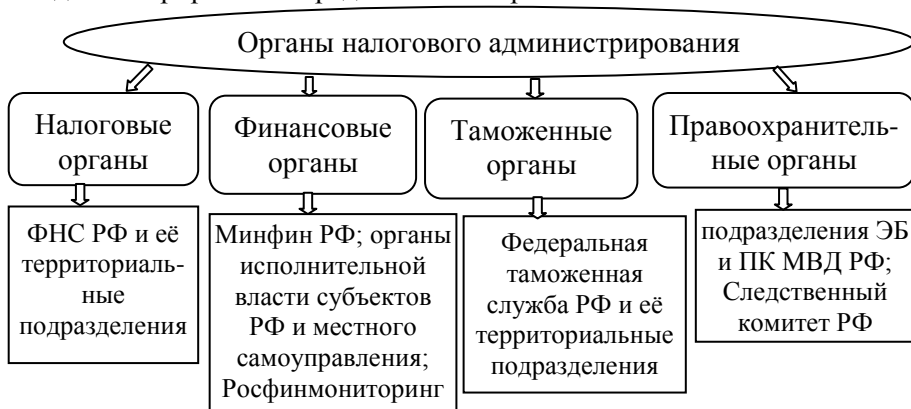 Органы налогового администрирования
Налоговые
органы
Финансовые
органы
Таможенные
органы
Правоохранитель-
ные органы
ФНС РФ и её
территориаль-
ные
подразделения
Минфин РФ; органы
исполнительной
власти субъектов
РФ и местного
самоуправления;
Росфинмониторинг
Федеральная
таможенная
служба РФ и её
территориальные
подразделения
подразделения ЭБ
и ПК МВД РФ;
Следственный
комитет РФ